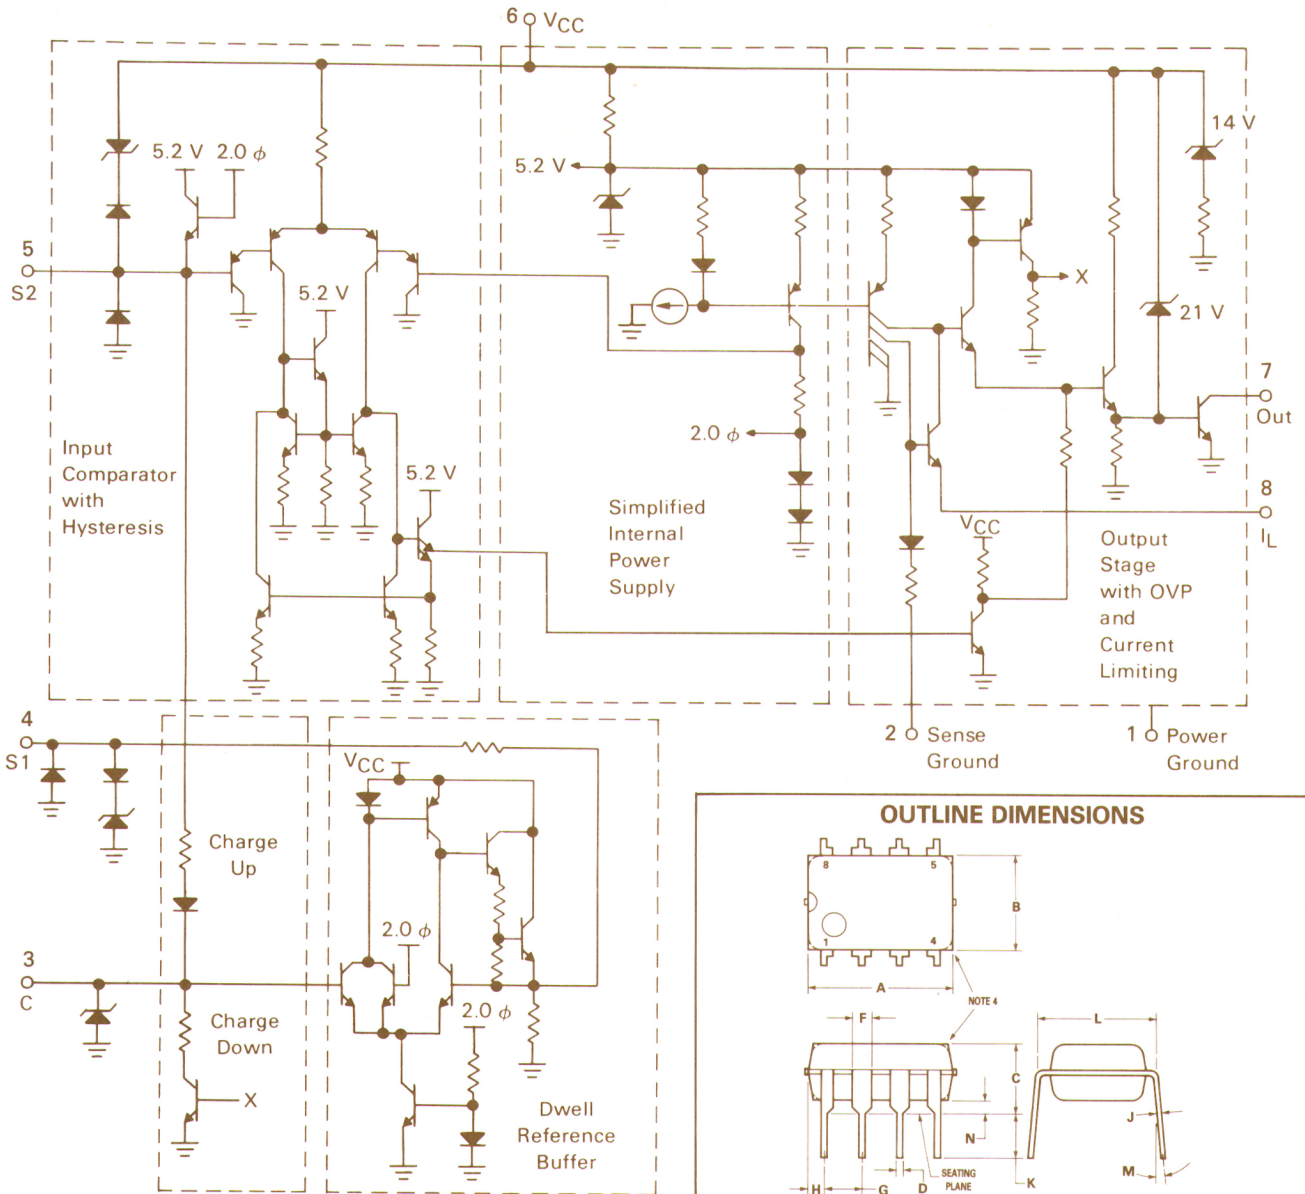 6 VCC
14 V
5.2 V 2.0 ϕ
5.2 V
5
S2
X
5.2 V
21 V
7
Out
2.0 ϕ
Input
Comparator
with
Hysteresis
5.2 V
8
IL
Simplified
Internal
Power
Supply
VCC
Output
Stage
with OVP
and
Current
Limiting
4
S1
2 Sense
Ground
1 Power
Ground
VCC
Charge
Up
OUTLINE DIMENSIONS
8 5
B
1 4
A
NOTE 4
2.0 ϕ
3
C
2.0 ϕ
Charge
Down
F
L
C
X
Dwell
Reference
Buffer
N
J
SEATING
PLANE
M
H G D K